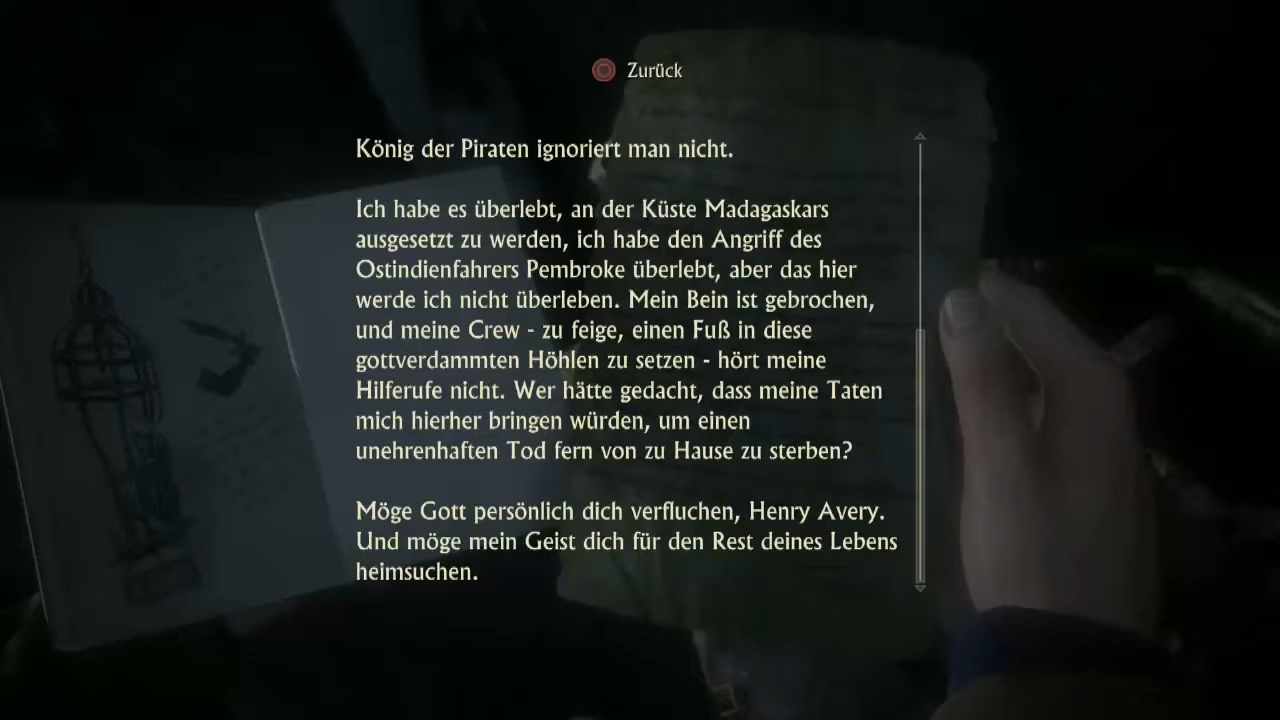 Zurück
König der Piraten ignoriert man nicht.
Ich habe es überlebt, an der Küste Madagaskars
ausgesetzt zu werden, ich habe den Angriff des
Ostindienfahrers Pembroke überlebt, aber das hier
werde ich nicht überleben. Mein Bein ist gebrochen,
und meine Crew - zu feige, einen Fuß in diese
gottverdammten Höhlen zu setzen - hört meine
Hilferufe nicht. Wer hätte gedacht, dass meine Taten
mich hierher bringen würden, um einen
unehrenhaften Tod fern von zu Hause zu sterben?
Möge Gott persönlich dich verfluchen, Henry Avery.
Und möge mein Geist dich für den Rest deines Lebens
heimsuchen.